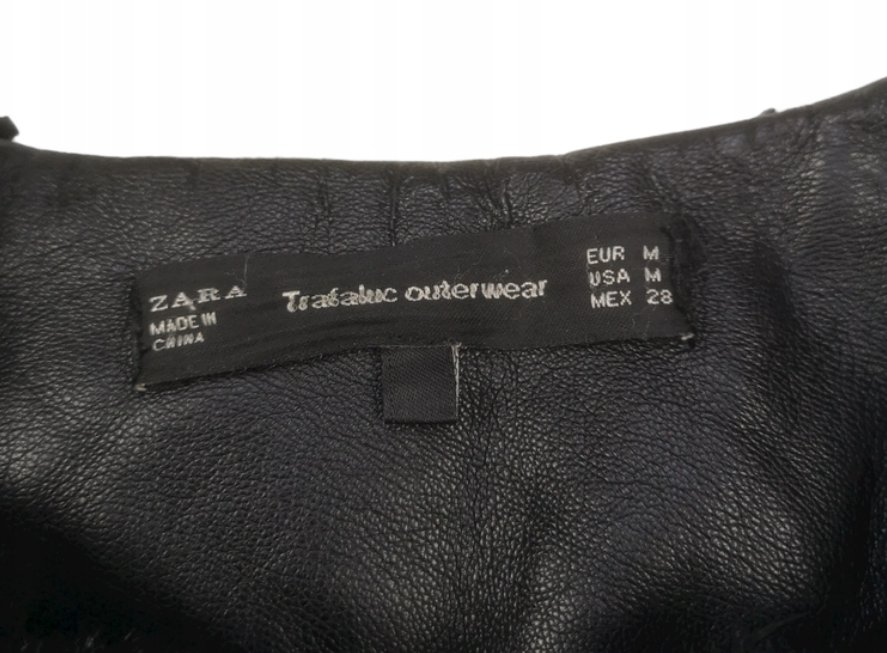 ZARA
MADE IN
CHINA
Trafaluc outerwear
EUR M
USA M
MEX 28